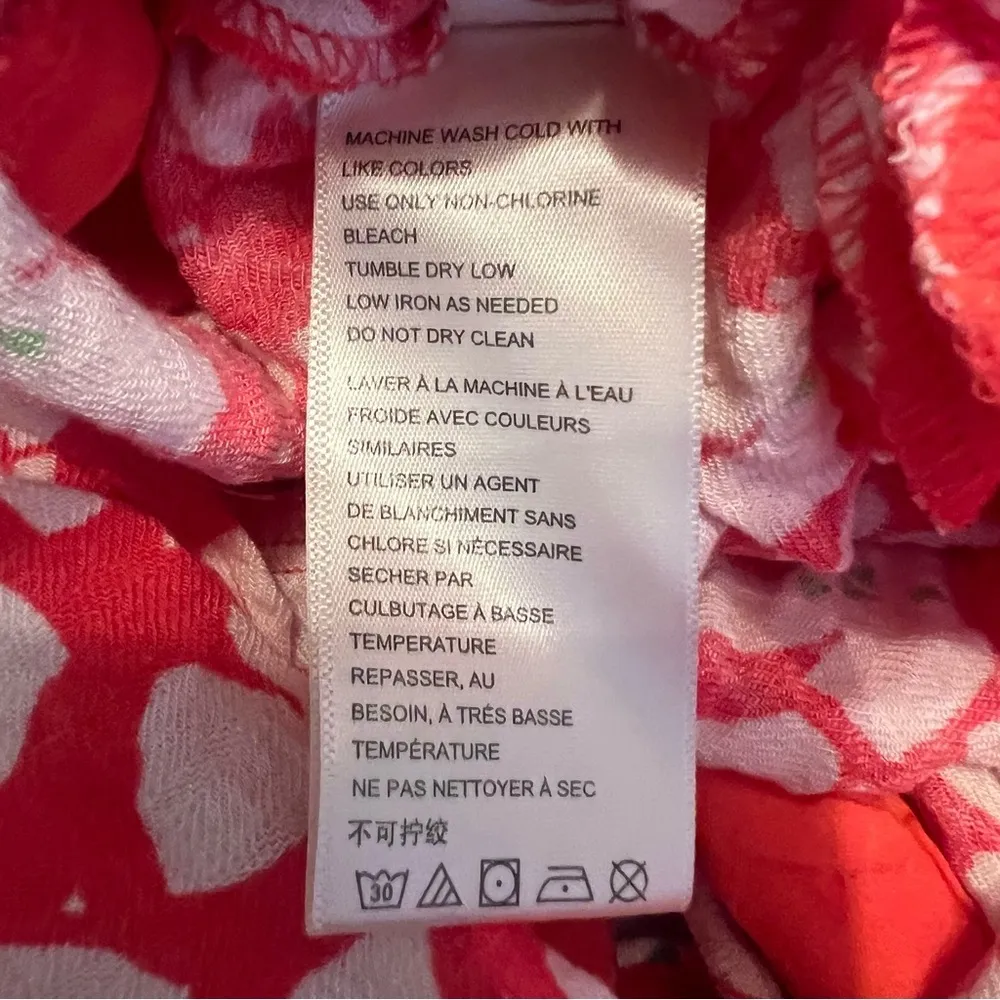 MACHINE WASH COLD WITH
LIKE COLORS
USE ONLY NON-CHLORINE
BLEACH
TUMBLE DRY LOW
LOW IRON AS NEEDED
DO NOT DRY CLEAN
LAVER À LA MACHINE À L'EAU
FROIDE AVEC COULEURS
SIMILAIRES
UTILISER UN AGENT
DE BLANCHIMENT SANS
CHLORE SI NÉCESSAIRE
SECHER PAR
CULBUTAGE À BASSE
TEMPERATURE
REPASSER, AU
BESOIN, À TRÉS BASSE
TEMPÉRATURE
NE PAS NETTOYER À SEC
不可拧绞
30